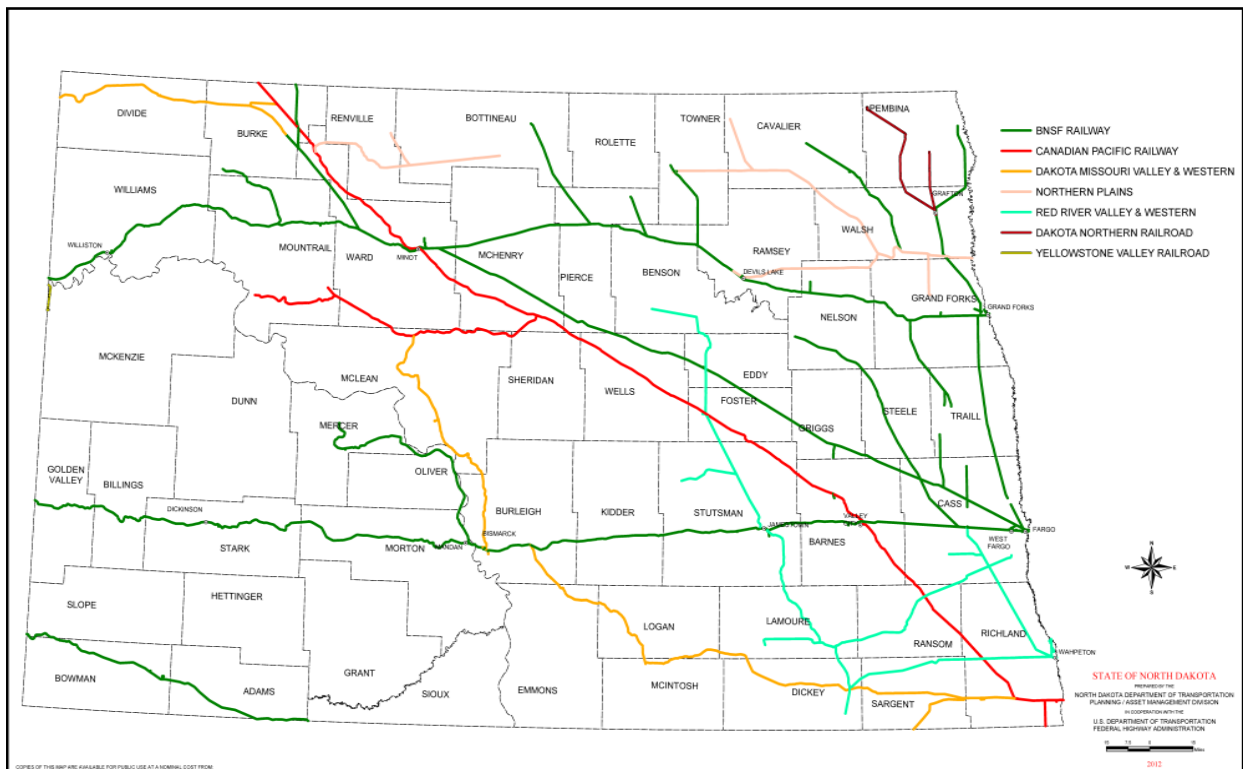 DIVIDE
BURKE
RENVILLE
BOTTINEAU
ROLETTE
TOWNER
CAVALIER
PEMBINA
BNSF RAILWAY
CANADIAN PACIFIC RAILWAY
DAKOTA MISSOURI VALLEY & WESTERN
NORTHERN PLAINS
RED RIVER VALLEY & WESTERN
DAKOTA NORTHERN RAILROAD
YELLOWSTONE VALLEY RAILROAD
WILLIAMS
GRAFTON
WALSH
WILLISTON
MOUNTRAIL
WARD
MINOT
MCHENRY
PIERCE
BENSON
RAMSEY
DEVILS LAKE
GRAND FORKS
GRAND FORKS
NELSON
MCKENZIE
DUNN
MCLEAN
SHERIDAN
WELLS
EDDY
FOSTER
GRIGGS
STEELE
TRAILL
MERCER
GOLDEN
VALLEY
BILLINGS
OLIVER
DICKINSON
STARK
MORTON
MANDAN
BISMARCK
BURLEIGH
KIDDER
STUTSMAN
JAMESTOWN
VALLEY
CITY
BARNES
CASS
WEST
FARGO
FARGO
N
W
E
S
SLOPE
HETTINGER
LOGAN
LAMOURE
RANSOM
RICHLAND
WAHPETON
BOWMAN
ADAMS
GRANT
SIOUX
EMMONS
MCINTOSH
DICKEY
SARGENT
STATE OF NORTH DAKOTA
PREPARED BY THE
NORTH DAKOTA DEPARTMENT OF TRANSPORTATION
PLANNING / ASSET MANAGEMENT DIVISION
IN COOPERATION WITH THE
U.S. DEPARTMENT OF TRANSPORTATION
FEDERAL HIGHWAY ADMINISTRATION
15 7.5 0 15
Miles
2012
COPIES OF THIS MAP ARE AVAILABLE FOR PUBLIC USE AT A NOMINAL COST FROM: